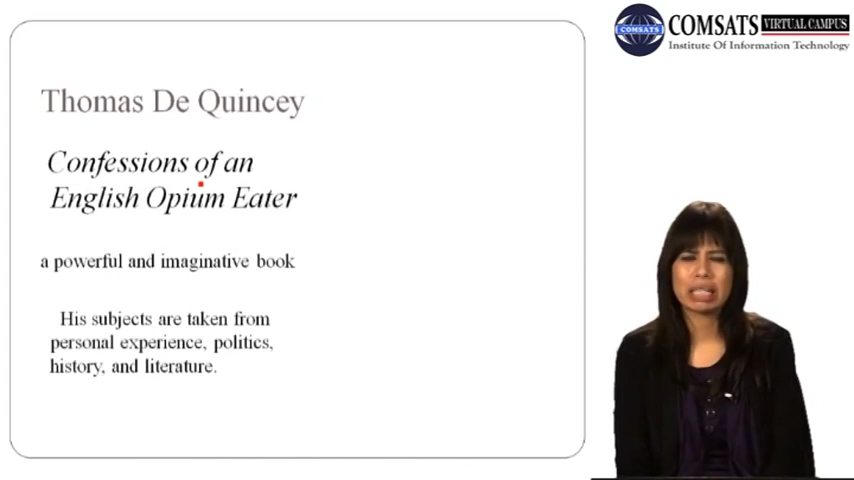 Thomas De Quincey
Confessions of an
English Opium Eater
a powerful and imaginative book
His subjects are taken from
personal experience, politics,
history, and literature.
COMSATS
COMSATS VIRTUAL CAMPUS
Institute Of Information Technology